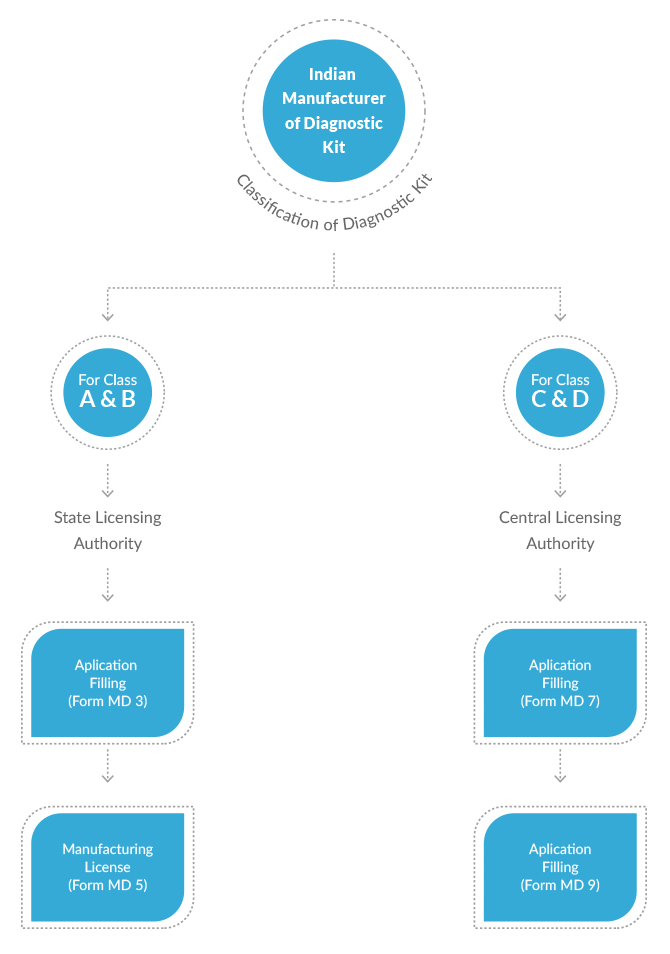 Indian
Manufacturer
of Diagnostic
Kit
Classification of Diagnostic Kit
For Class
A & B
For Class
C & D
State Licensing
Authority
Central Licensing
Authority
Aplication
Filling
(Form MD 3)
Aplication
Filling
(Form MD 7)
Manufacturing
License
(Form MD 5)
Aplication
Filling
(Form MD 9)